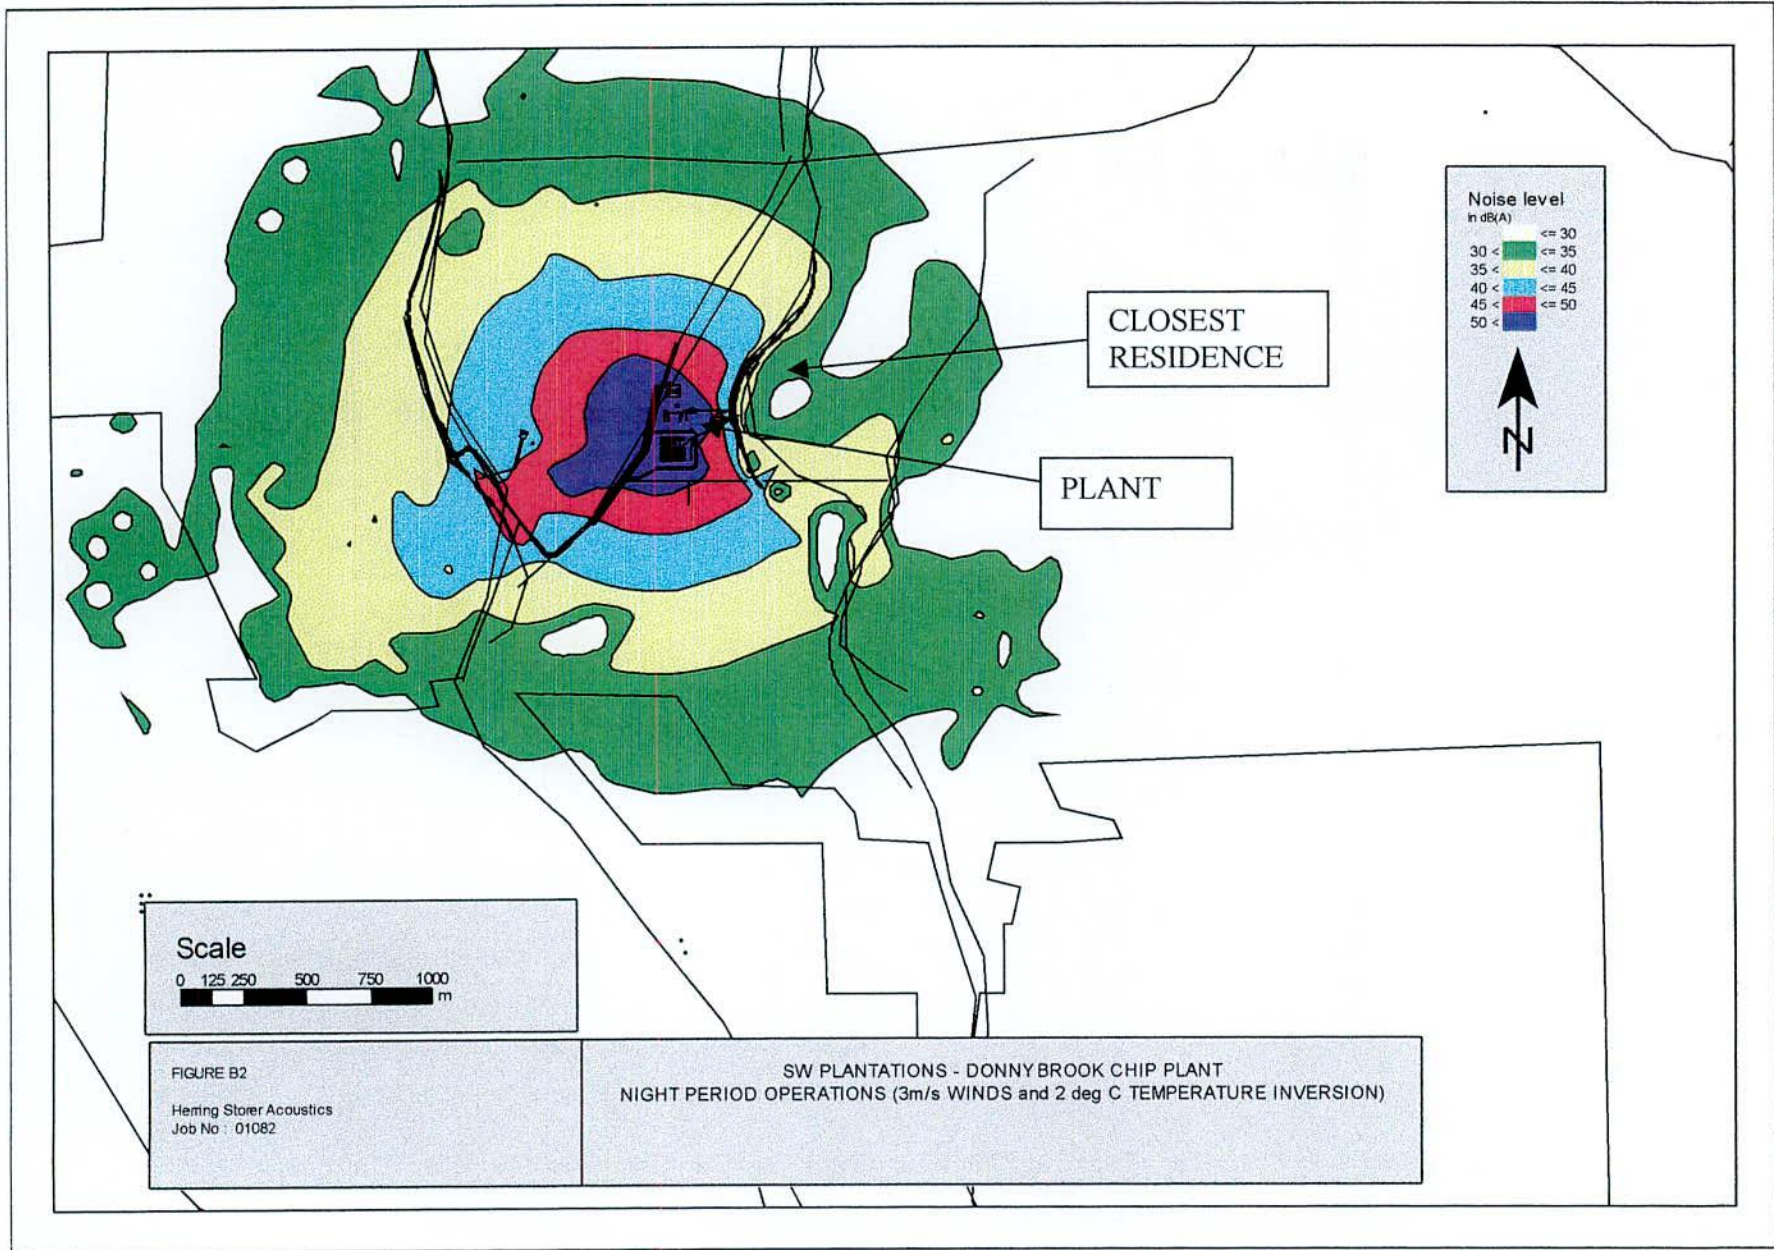 Noise level
in dB(A)
<= 30
30 < <= 35
35 < <= 40
40 < <= 45
45 < <= 50
50 <
N
CLOSEST
RESIDENCE
PLANT
Scale
0 125 250 500 750 1000
m
FIGURE B2
Herring Storer Acoustics
Job No : 01082
SW PLANTATIONS - DONNYBROOK CHIP PLANT
NIGHT PERIOD OPERATIONS (3m/s WINDS and 2 deg C TEMPERATURE INVERSION)